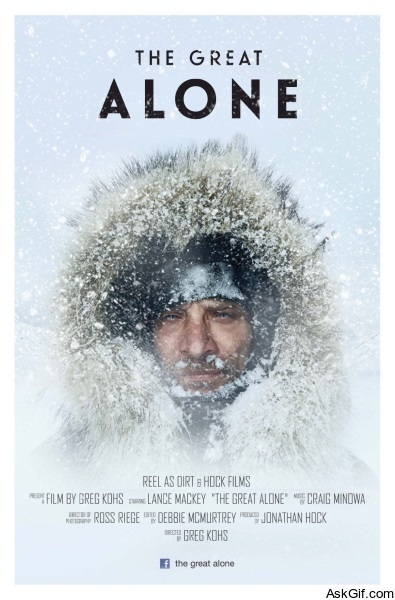 THE GREAT
ALONE
REEL AS DIRT & HOCK FILMS
PRESENT A FILM BY GREG KOHS STARRING LANCE MACKEY "THE GREAT ALONE" MUSIC BY CRAIG MINOWA
DIRECTOR OF PHOTOGRAPHY ROSS RIEGE EDITED BY DEBBIE MCMURTREY PRODUCED BY JONATHAN HOCK
DIRECTED BY GREG KOHS
f the great alone
AskGif.com